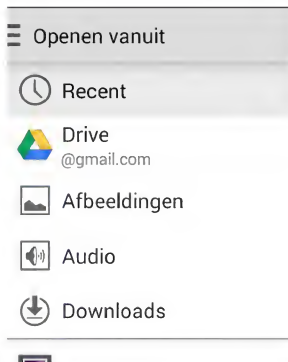 Openen vanuit
Recent
Drive
@gmail.com
Afbeeldingen
Audio
Downloads